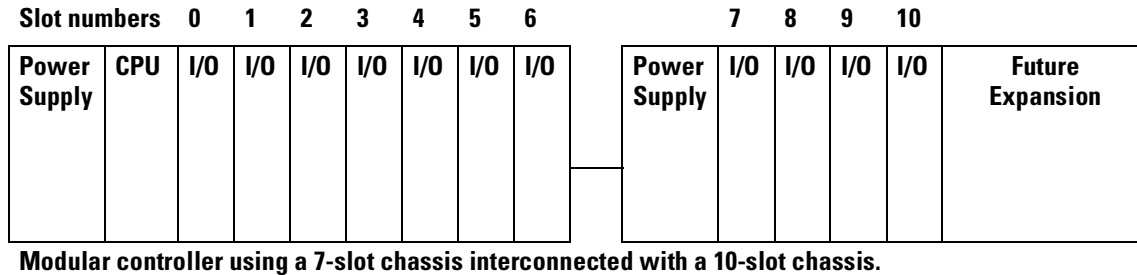 Slot numbers 0 1 2 3 4 5 6 7 8 9 10
Power Supply CPU I/O I/O I/O I/O I/O I/O I/O Power Supply I/O I/O I/O I/O Future Expansion
Modular controller using a 7-slot chassis interconnected with a 10-slot chassis.